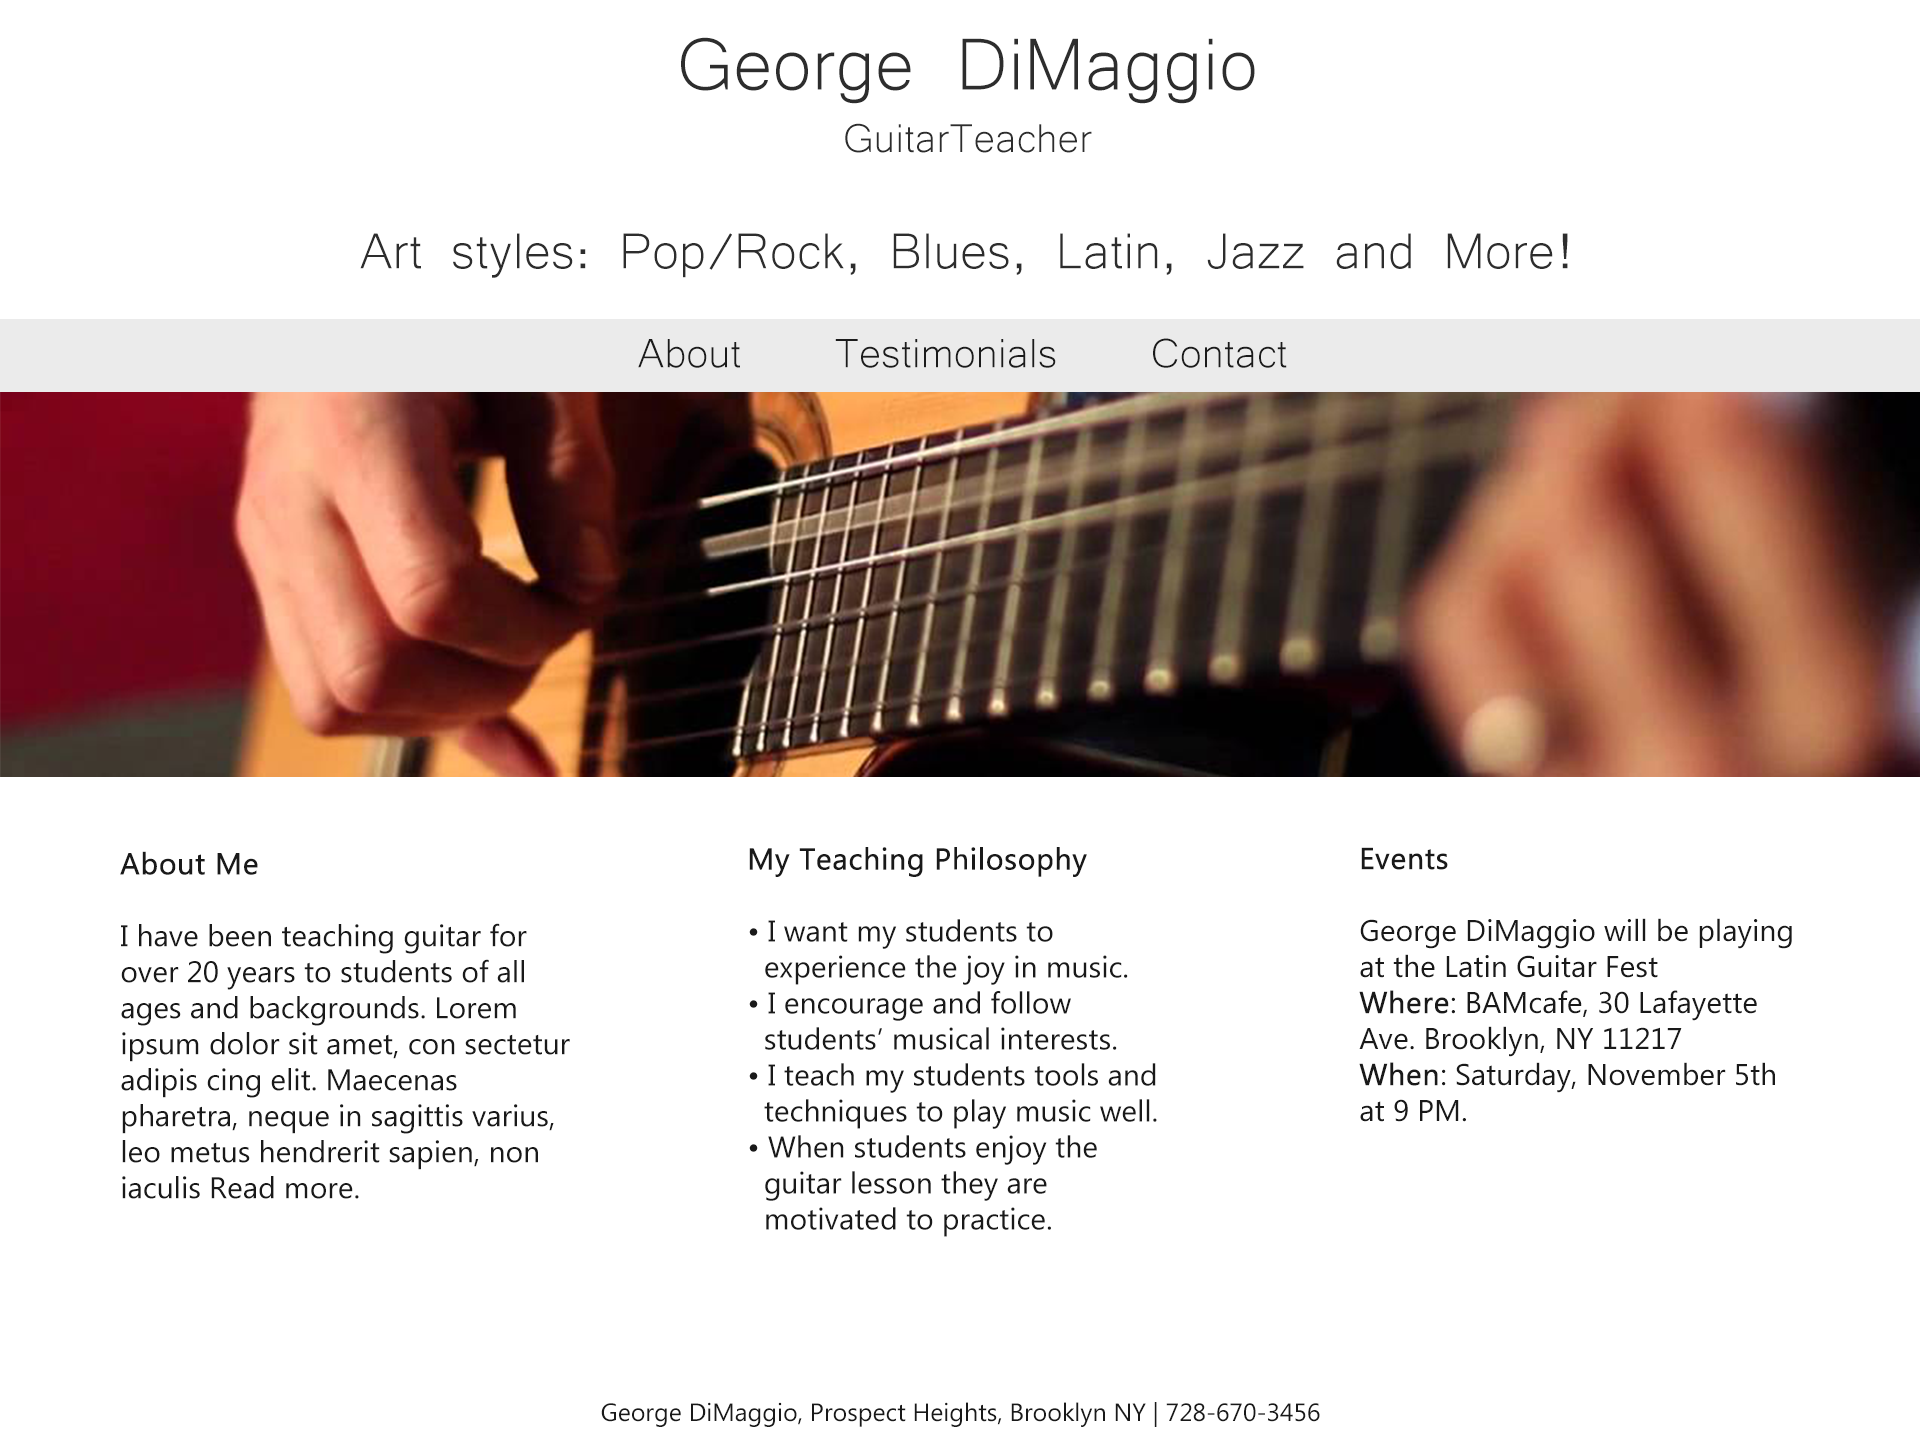 George DiMaggio
GuitarTeacher
Art styles: Pop/Rock, Blues, Latin, Jazz and More!
About Testimonials Contact
About Me
I have been teaching guitar for
over 20 years to students of all
ages and backgrounds. Lorem
ipsum dolor sit amet, con sectetur
adipis cing elit. Maecenas
pharetra, neque in sagittis varius,
leo metus hendrerit sapien, non
iaculis Read more.
My Teaching Philosophy
• I want my students to
experience the joy in music.
• I encourage and follow
students’ musical interests.
• I teach my students tools and
techniques to play music well.
• When students enjoy the
guitar lesson they are
motivated to practice.
Events
George DiMaggio will be playing
at the Latin Guitar Fest
Where: BAMcafe, 30 Lafayette
Ave. Brooklyn, NY 11217
When: Saturday, November 5th
at 9 PM.
George DiMaggio, Prospect Heights, Brooklyn NY | 728-670-3456